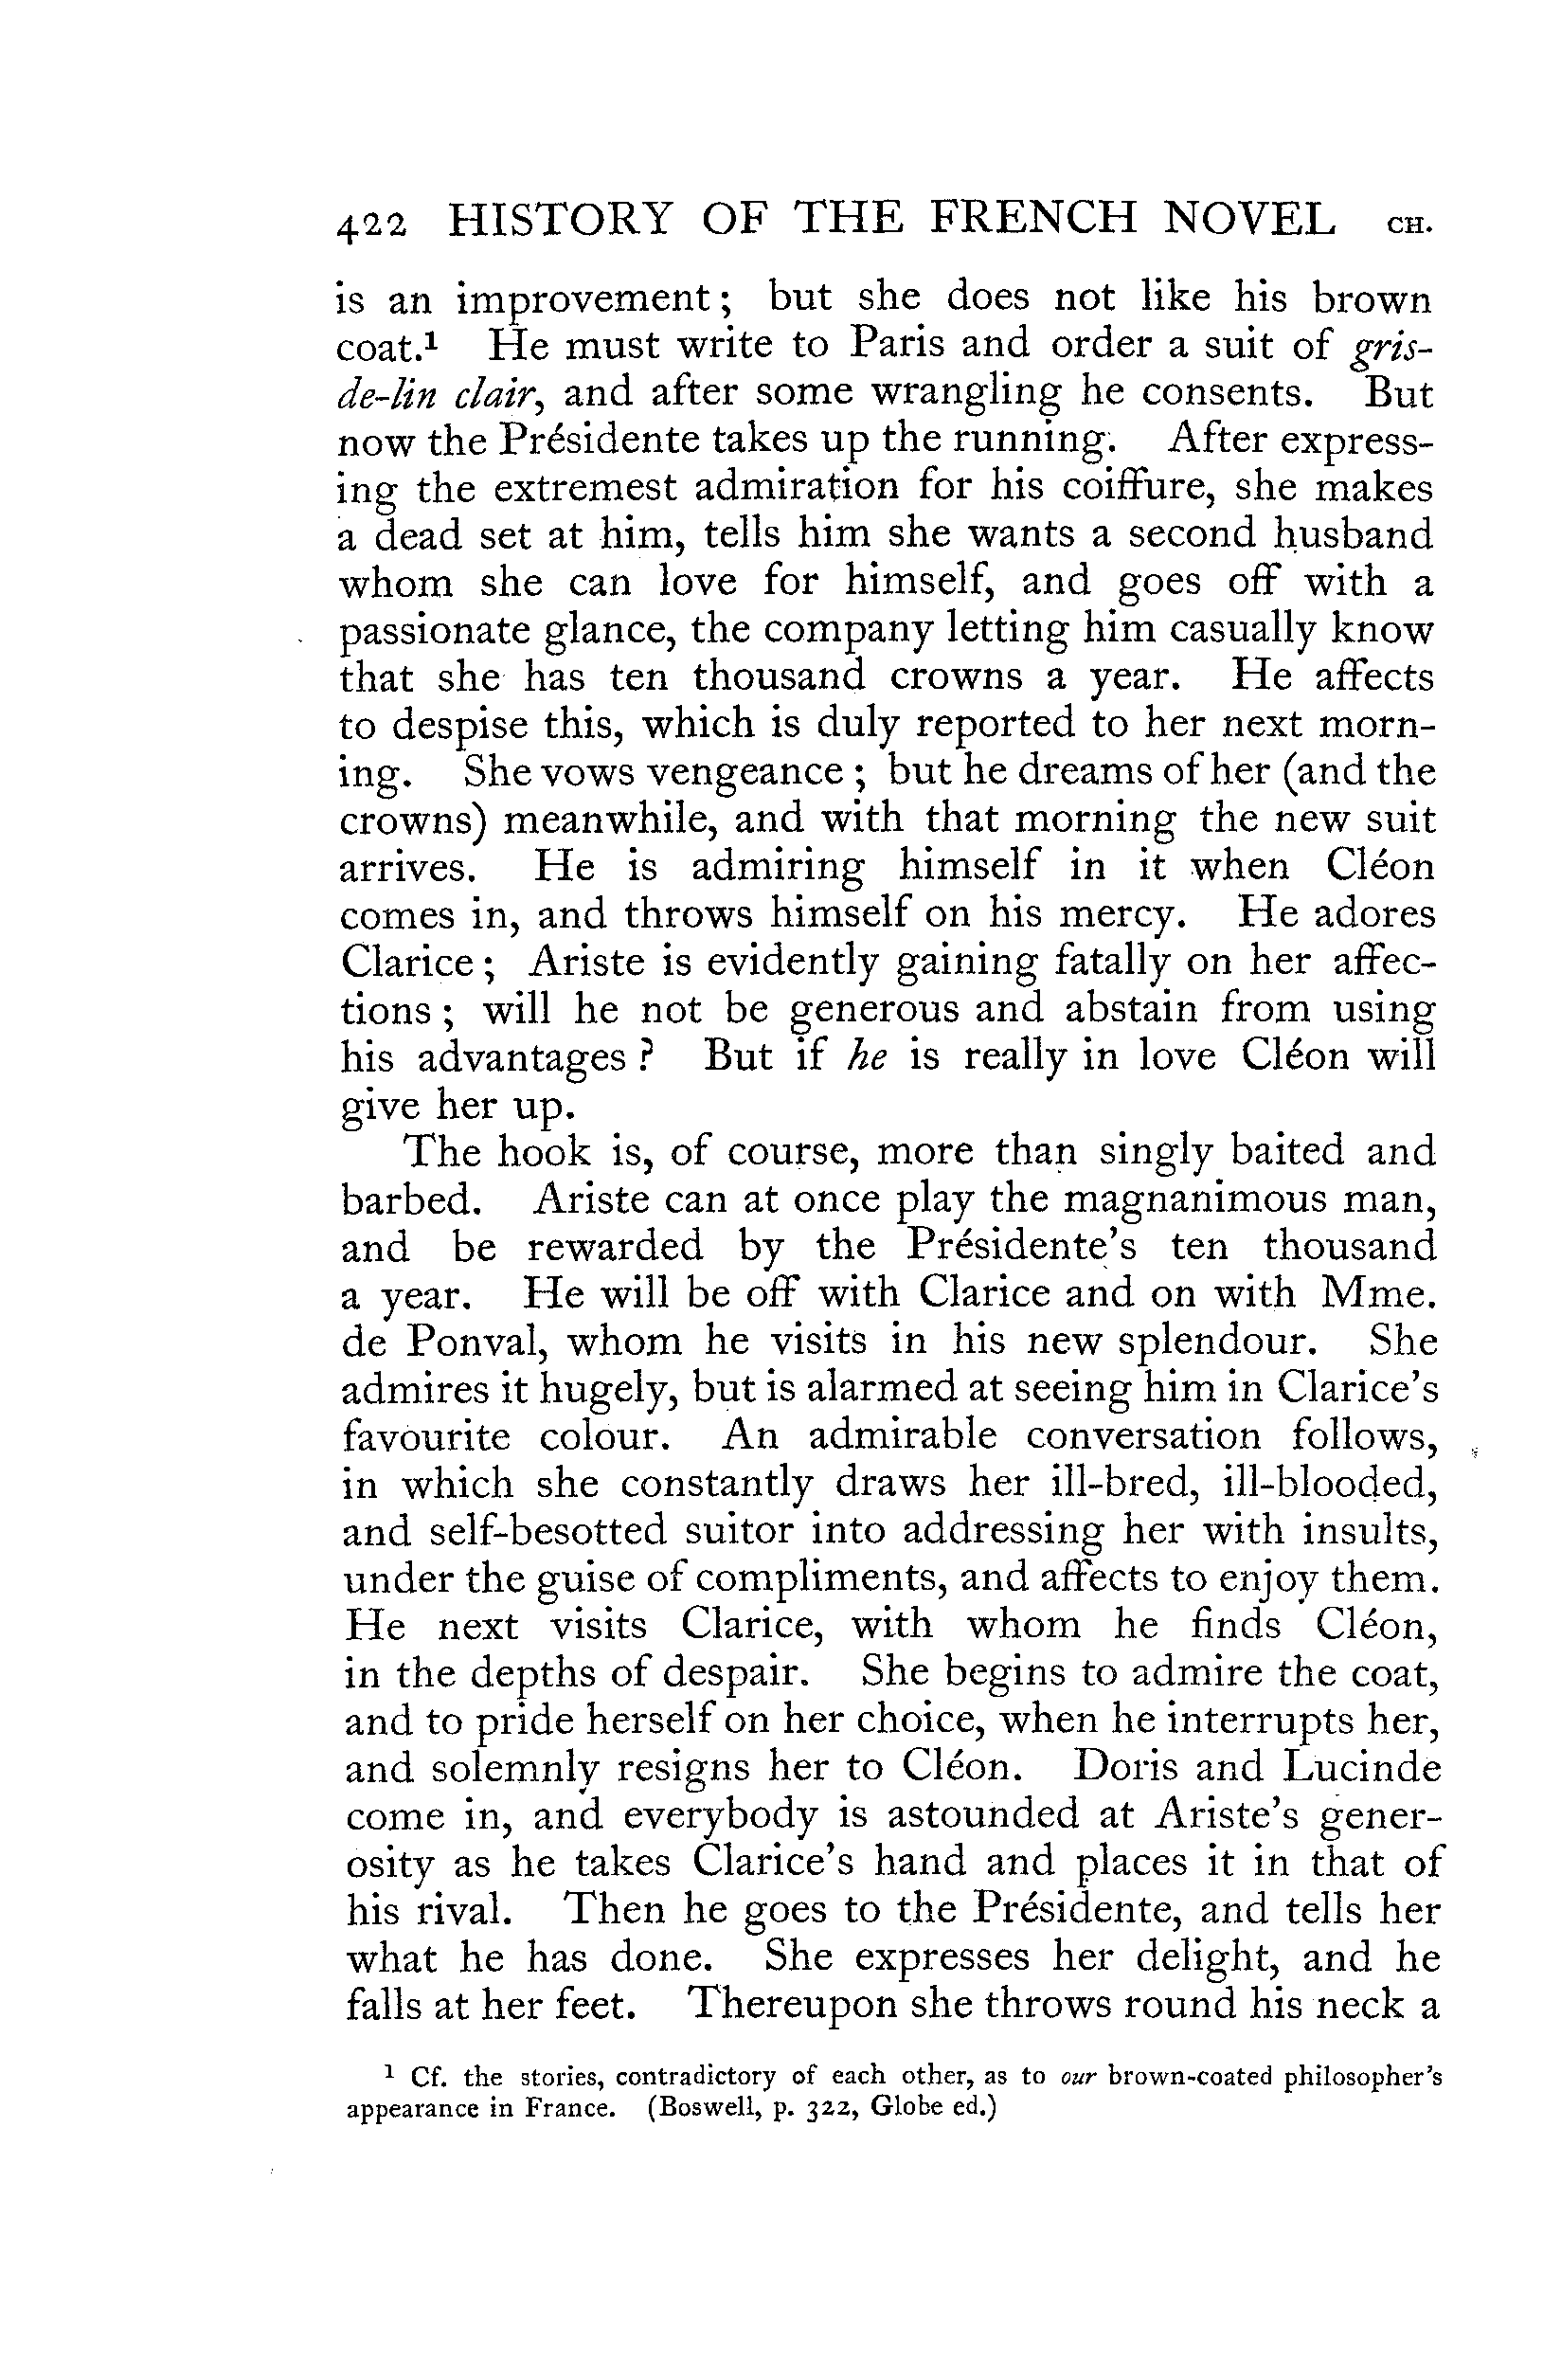 422 HISTORY OF THE FRENCH NOVEL CH.
is an improvement; but she does not like his brown
coat.¹ He must write to Paris and order a suit of gris-
de-lin clair, and after some wrangling he consents. But
now the Présidente takes up the running. After express-
ing the extremest admiration for his coiffure, she makes
a dead set at him, tells him she wants a second husband
whom she can love for himself, and goes off with a
passionate glance, the company letting him casually know
that she has ten thousand crowns a year. He affects
to despise this, which is duly reported to her next morn-
ing. She vows vengeance; but he dreams of her (and the
crowns) meanwhile, and with that morning the new suit
arrives. He is admiring himself in it when Cléon
comes in, and throws himself on his mercy. He adores
Clarice; Ariste is evidently gaining fatally on her affec-
tions; will he not be generous and abstain from using
his advantages? But if he is really in love Cléon will
give her up.
The hook is, of course, more than singly baited and
barbed. Ariste can at once play the magnanimous man,
and be rewarded by the Présidente's ten thousand
a year. He will be off with Clarice and on with Mme.
de Ponval, whom he visits in his new splendour. She
admires it hugely, but is alarmed at seeing him in Clarice's
favourite colour. An admirable conversation follows,
in which she constantly draws her ill-bred, ill-blooded,
and self-besotted suitor into addressing her with insults,
under the guise of compliments, and affects to enjoy them.
He next visits Clarice, with whom he finds Cléon,
in the depths of despair. She begins to admire the coat,
and to pride herself on her choice, when he interrupts her,
and solemnly resigns her to Cléon. Doris and Lucinde
come in, and everybody is astounded at Ariste's gener-
osity as he takes Clarice's hand and places it in that of
his rival. Then he goes to the Présidente, and tells her
what he has done. She expresses her delight, and he
falls at her feet. Thereupon she throws round his neck a
¹ Cf. the stories, contradictory of each other, as to our brown-coated philosopher's
appearance in France. (Boswell, p. 322, Globe ed.)